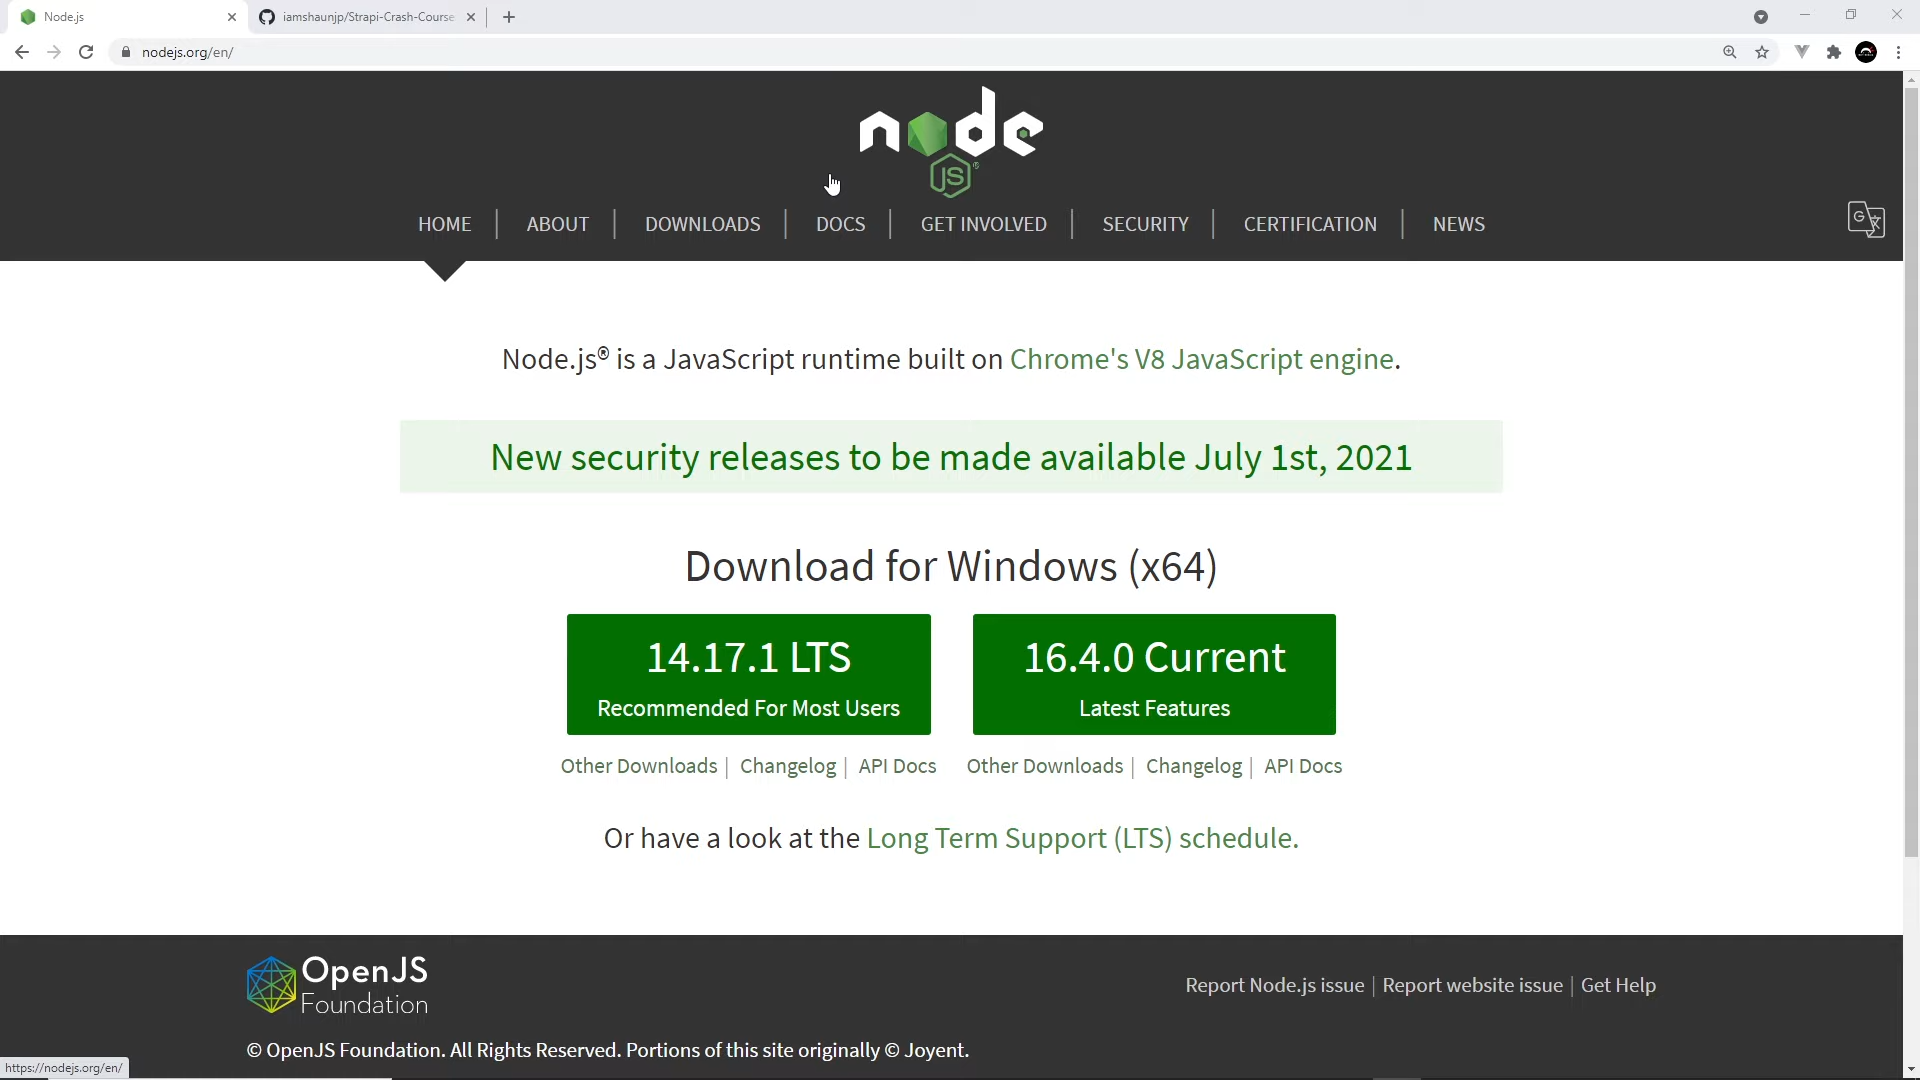 Node.js
iamshaunjp/Strapi-Crash-Course
nodejs.org/en/
node
JS
HOME | ABOUT | DOWNLOADS | DOCS | GET INVOLVED | SECURITY | CERTIFICATION | NEWS
Node.js® is a JavaScript runtime built on Chrome's V8 JavaScript engine.
New security releases to be made available July 1st, 2021
Download for Windows (x64)
14.17.1 LTS
Recommended For Most Users
16.4.0 Current
Latest Features
Other Downloads | Changelog | API Docs
Other Downloads | Changelog | API Docs
Or have a look at the Long Term Support (LTS) schedule.
OpenJS
Foundation
Report Node.js issue | Report website issue | Get Help
© OpenJS Foundation. All Rights Reserved. Portions of this site originally © Joyent.
https://nodejs.org/en/